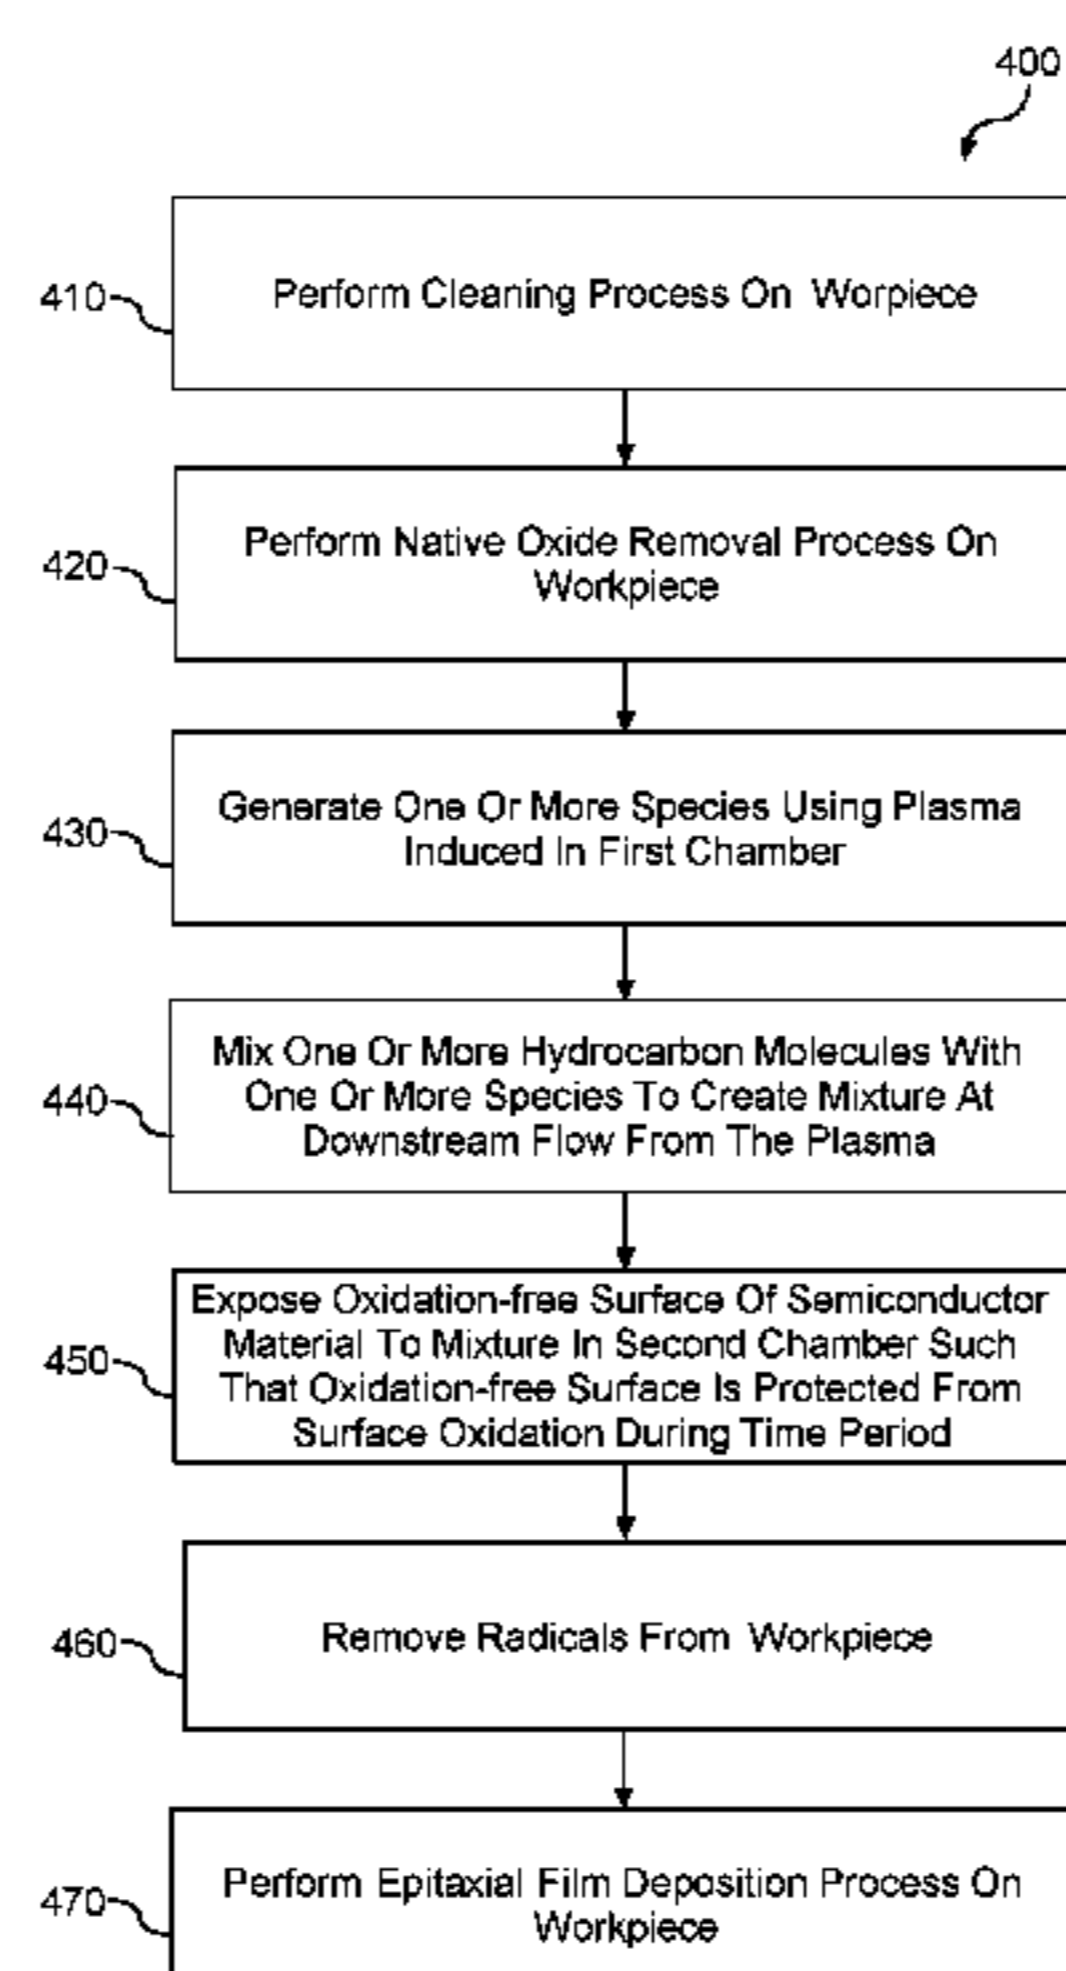 400
410
Perform Cleaning Process On Worpiece
420
Perform Native Oxide Removal Process On
Workpiece
430
Generate One Or More Species Using Plasma
Induced In First Chamber
440
Mix One Or More Hydrocarbon Molecules With
One Or More Species To Create Mixture At
Downstream Flow From The Plasma
450
Expose Oxidation-free Surface Of Semiconductor
Material To Mixture In Second Chamber Such
That Oxidation-free Surface Is Protected From
Surface Oxidation During Time Period
460
Remove Radicals From Workpiece
470
Perform Epitaxial Film Deposition Process On
Workpiece